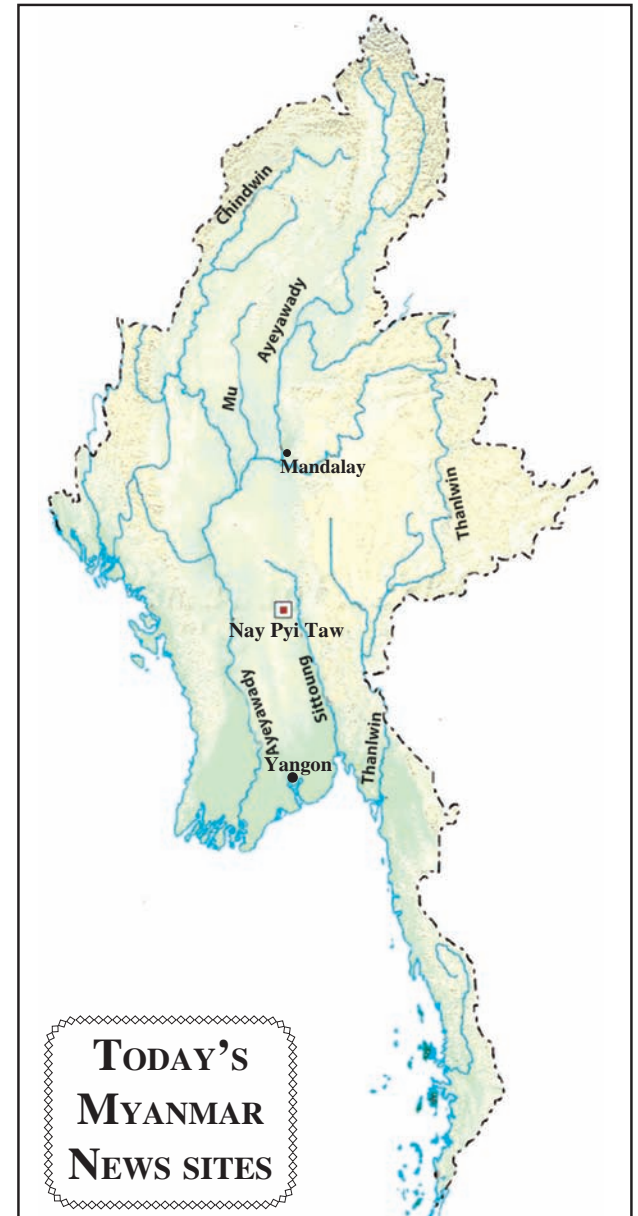 Chindwin
Ayeyawady
Mu
Mandalay
Thanlwin
Nay Pyi Taw
Sittoung
Ayeyawady
Thanlwin
Yangon
TODAY'S
MYANMAR
NEWS SITES